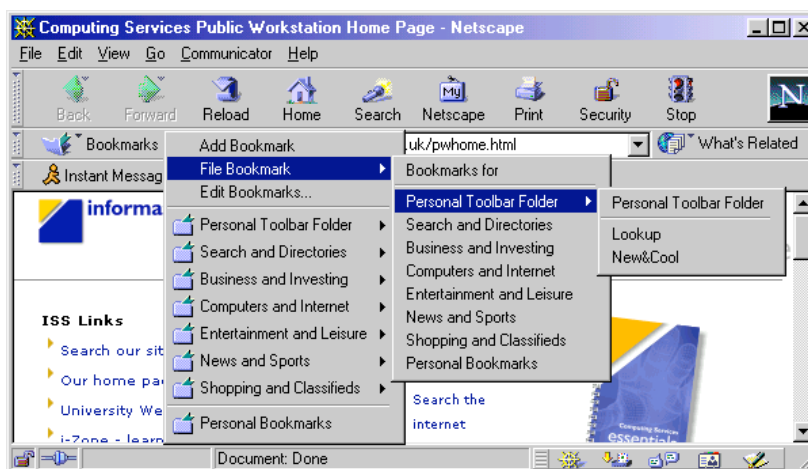 Computing Services Public Workstation Home Page - Netscape
File Edit View Go Communicator Help
Back Forward Reload Home Search Netscape Print Security Stop
My
N
Bookmarks
.uk/pwhome.html
What's Related
Instant Messag
Add Bookmark
File Bookmark
Edit Bookmarks...
Personal Toolbar Folder
Search and Directories
Business and Investing
Computers and Internet
Entertainment and Leisure
News and Sports
Shopping and Classifieds
Personal Bookmarks
Bookmarks for
Personal Toolbar Folder
Search and Directories
Business and Investing
Computers and Internet
Entertainment and Leisure
News and Sports
Shopping and Classifieds
Personal Bookmarks
Personal Toolbar Folder
Lookup
New&Cool
informa
ISS Links
Search our sit
Our home pa
University We
i-Zone - learn
Search the
internet
Computing Services
essentials
Document: Done